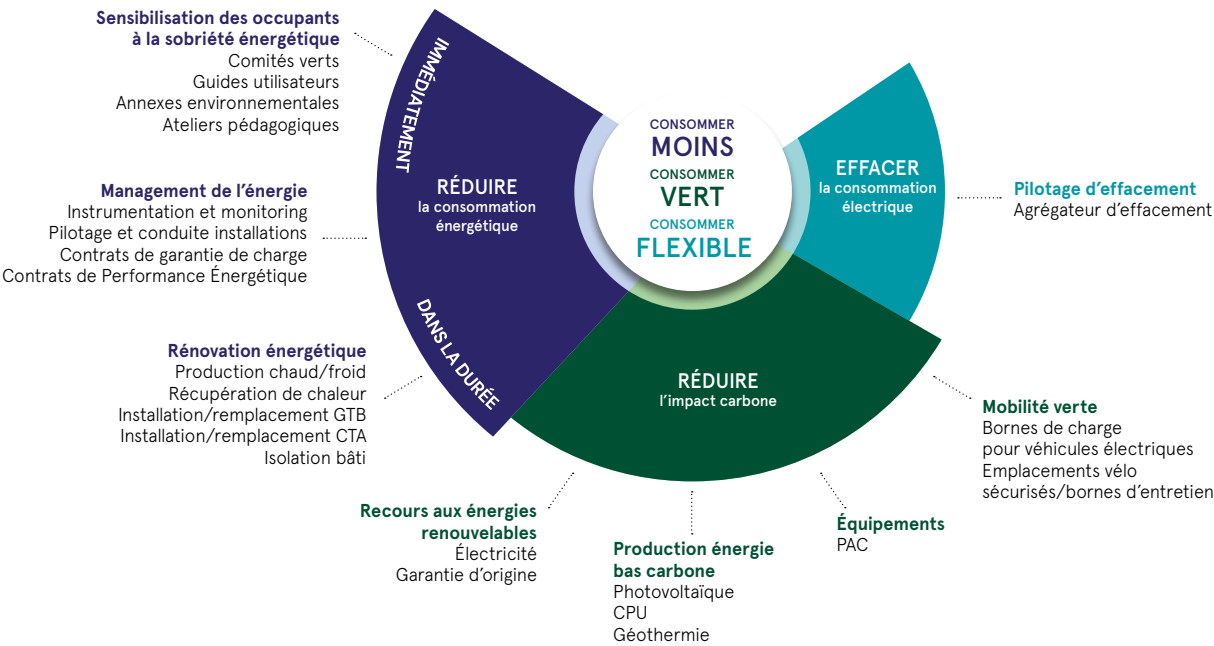 Sensibilisation des occupants
à la sobriété énergétique
Comités verts
Guides utilisateurs
Annexes environnementales
Ateliers pédagogiques
Management de l'énergie
Instrumentation et monitoring
Pilotage et conduite installations
Contrats de garantie de charge
Contrats de Performance Énergétique
Rénovation énergétique
Production chaud/froid
Récupération de chaleur
Installation/remplacement GTB
Installation/remplacement CTA
Isolation bâti
IMMÉDIATEMENT
DANS LA DURÉE
RÉDUIRE
la consommation
énergétique
CONSOMMER
MOINS
CONSOMMER
VERT
CONSOMMER
FLEXIBLE
EFFACER
la consommation
électrique
Pilotage d'effacement
Agrégateur d'effacement
RÉDUIRE
l'impact carbone
Recours aux énergies
renouvelables
Électricité
Garantie d'origine
Production énergie
bas carbone
Photovoltaïque
CPU
Géothermie
Équipements
PAC
Mobilité verte
Bornes de charge
pour véhicules électriques
Emplacements vélo
sécurisés/bornes d'entretien